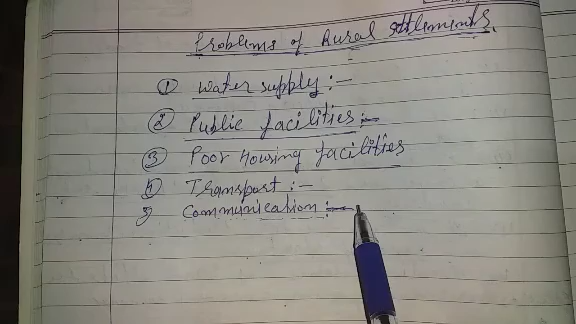 Problems of Rural Settlements.
① Water supply :-
② Public facilities :-
③ Poor Housing facilities
④ Transport :-
5 Communication :-